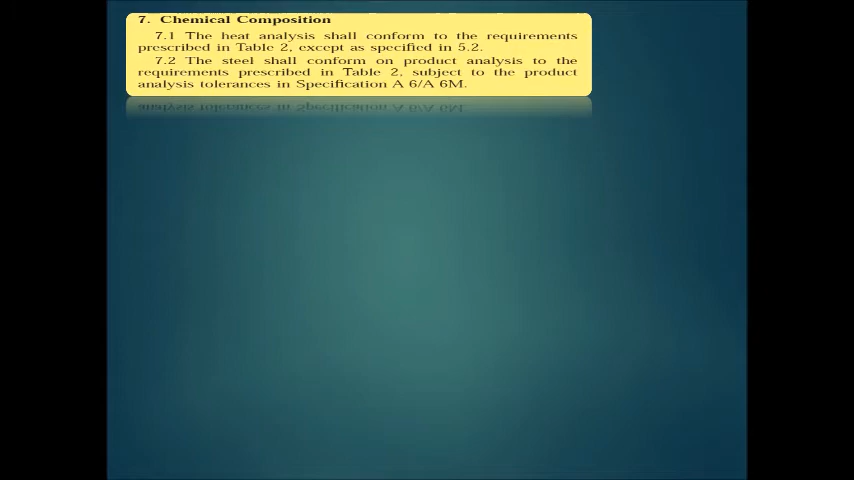 7. Chemical Composition
7.1 The heat analysis shall conform to the requirements
prescribed in Table 2, except as specified in 5.2.
7.2 The steel shall conform on product analysis to the
requirements prescribed in Table 2, subject to the product
analysis tolerances in Specification A 6/A 6M.